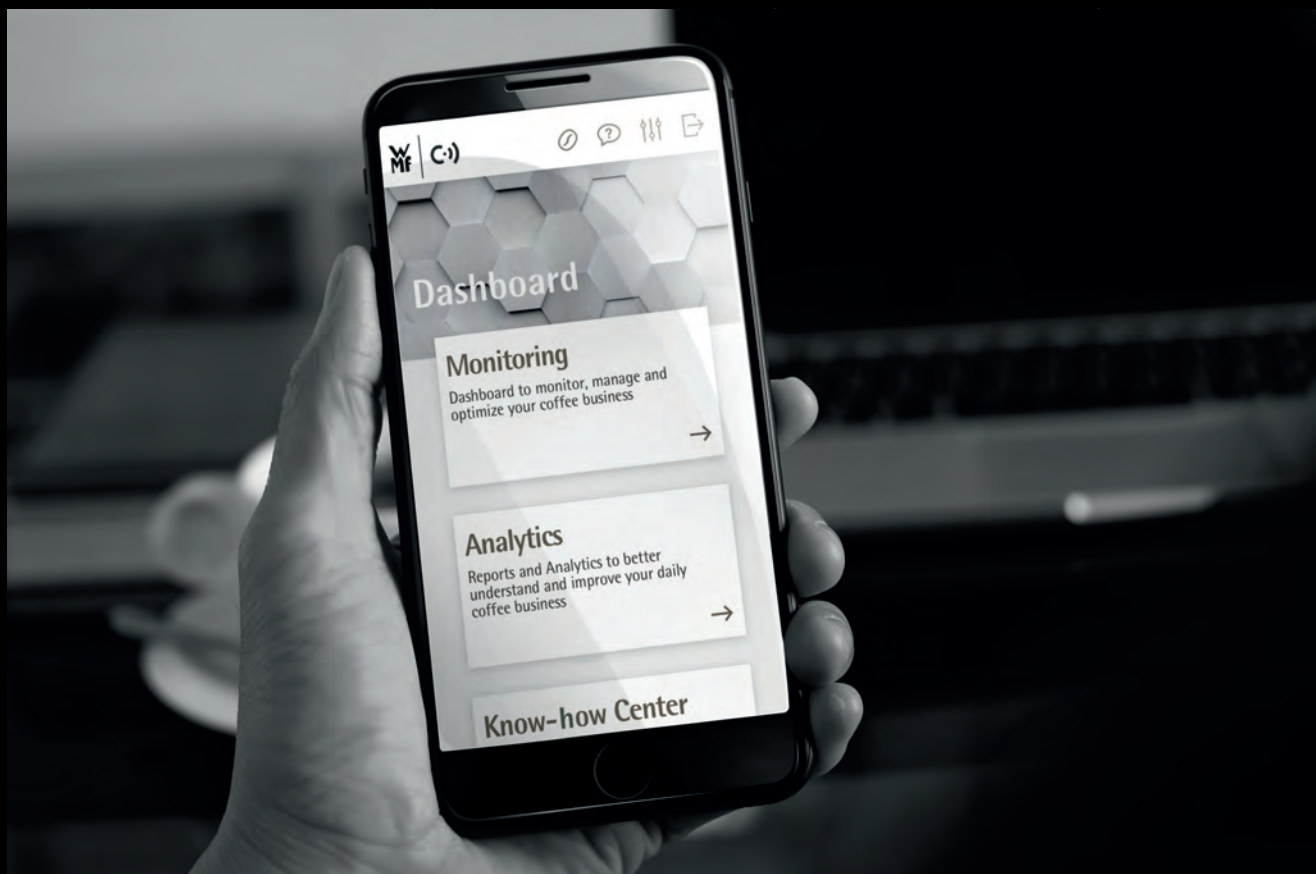 WMF C·))
Dashboard
Monitoring
Dashboard to monitor, manage and
optimize your coffee business
Analytics
Reports and Analytics to better
understand and improve your daily
coffee business
Know-how Center